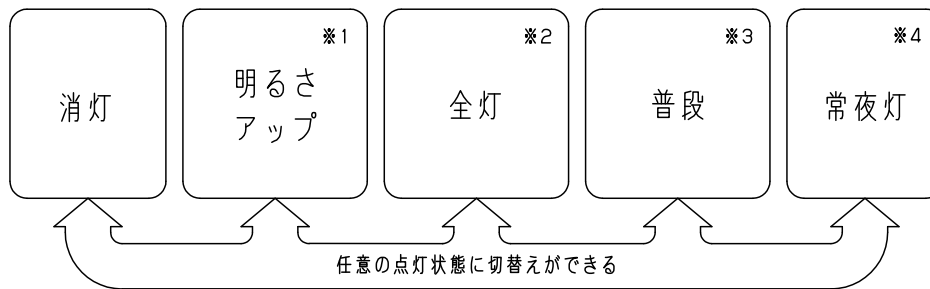 ※1
※2
※3
※4
消灯
明るさ
アップ
全灯
普段
常夜灯
任意の点灯状態に切替えができる